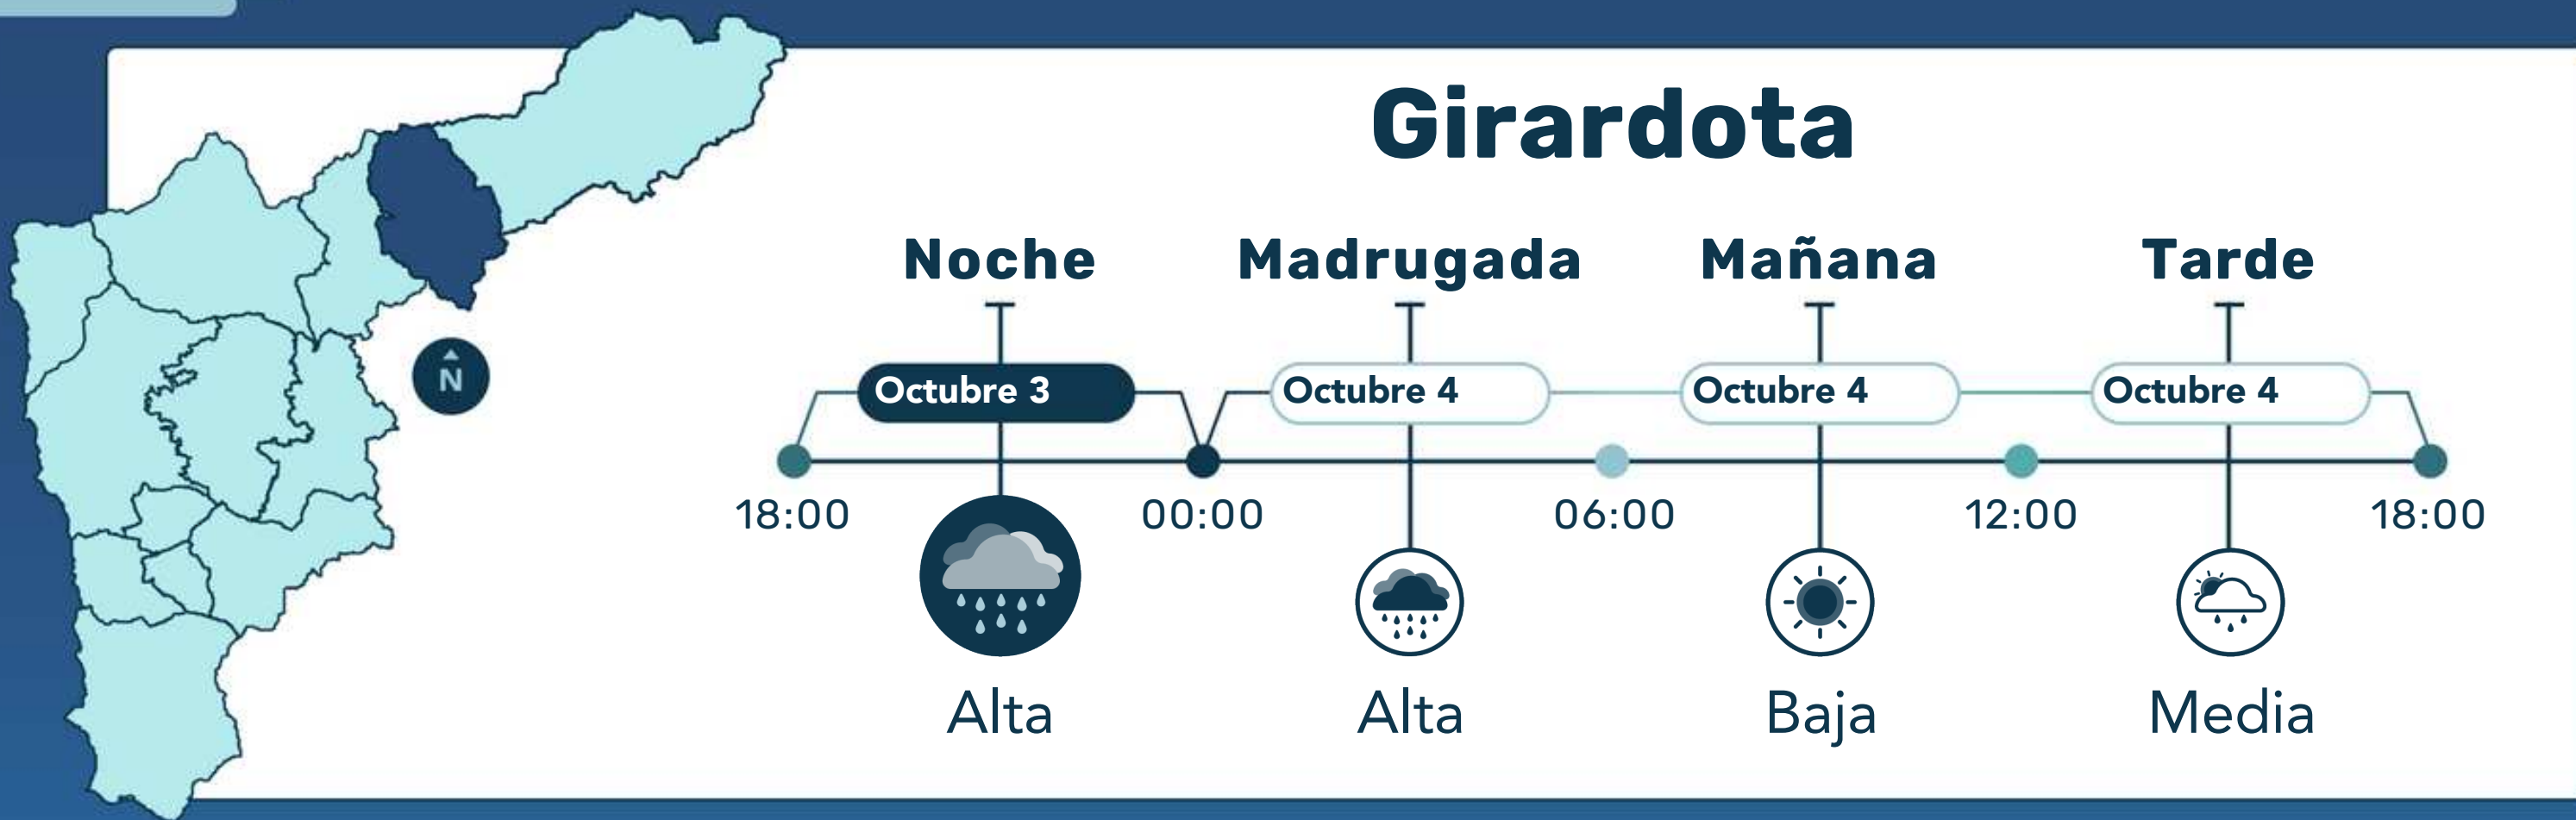 Girardota
Noche
Madrugada
Mañana
Tarde
Octubre 3
Octubre 4
Octubre 4
Octubre 4
N
18:00
00:00
06:00
12:00
18:00
Alta
Alta
Baja
Media